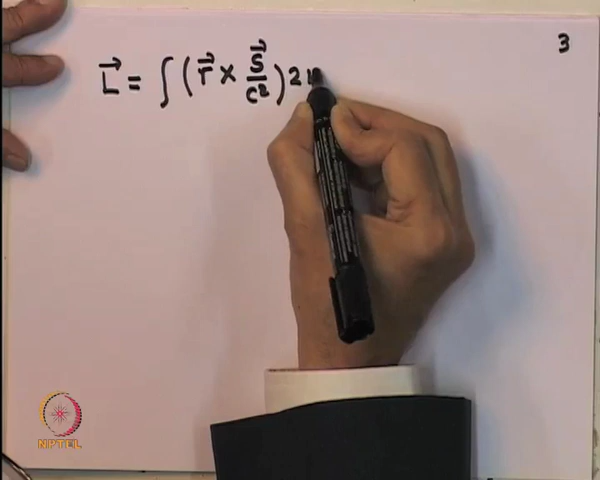 3
L⃗ = ∫ (r⃗ × S⃗/c²) 2
NPTEL